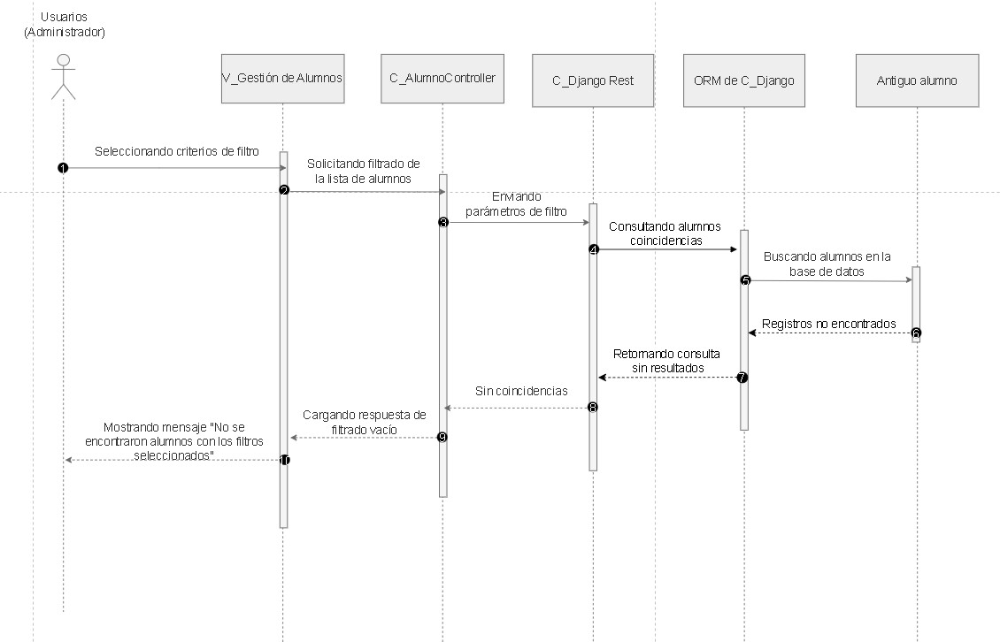 Usuarios
(Administrador)
V_Gestión de Alumnos
C_AlumnoController
C_Django Rest
ORM de C_Django
Antiguo alumno
Seleccionando criterios de filtro
1
Solicitando filtrado de
la lista de alumnos
2
Enviando
parámetros de filtro
3
Consultando alumnos
coincidencias
4
Buscando alumnos en la
base de datos
5
Registros no encontrados
6
Retornando consulta
sin resultados
7
Sin coincidencias
8
Cargando respuesta de
filtrado vacío
9
Mostrando mensaje "No se
encontraron alumnos con los filtros
seleccionados"